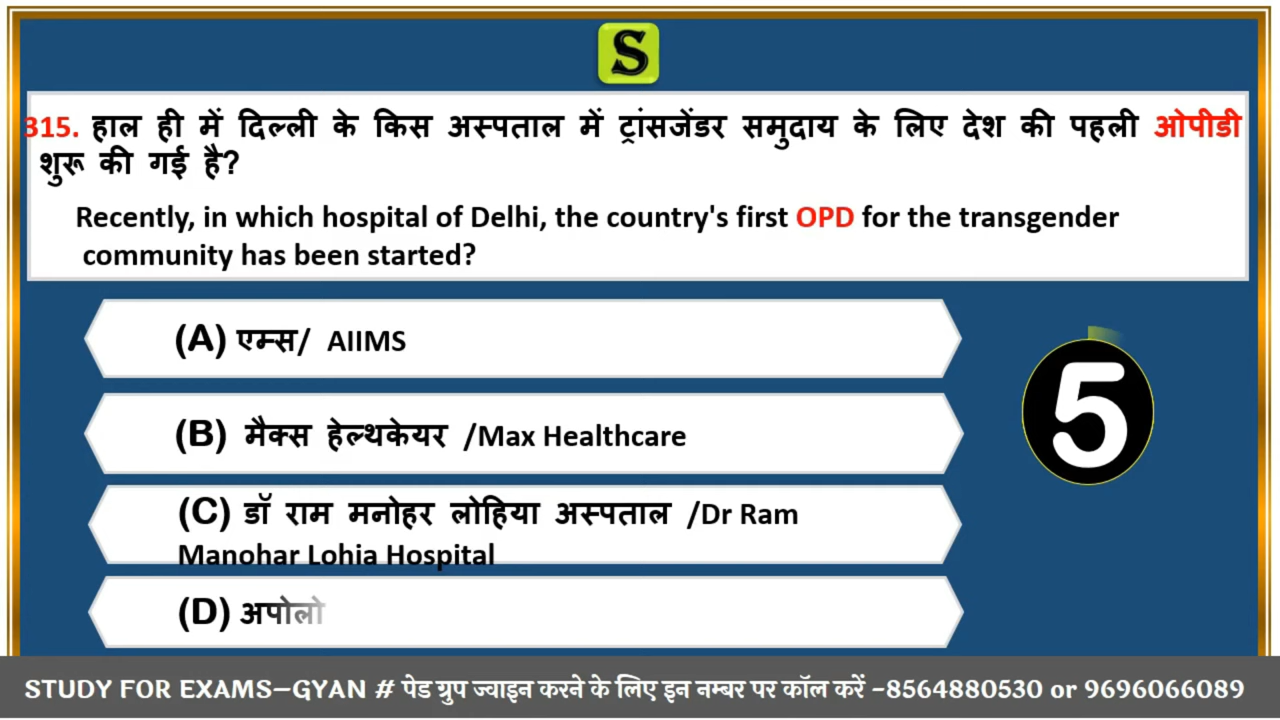 S
315. हाल ही में दिल्ली के किस अस्पताल में ट्रांसजेंडर समुदाय के लिए देश की पहली ओपीडी
शुरू की गई है?
Recently, in which hospital of Delhi, the country's first OPD for the transgender
community has been started?
(A) एम्स/ AIIMS
5
(B) मैक्स हेल्थकेयर /Max Healthcare
(C) डॉ राम मनोहर लोहिया अस्पताल /Dr Ram
Manohar Lohia Hospital
(D) अपोलो
STUDY FOR EXAMS–GYAN # पेड ग्रुप ज्वाइन करने के लिए इन नम्बर पर कॉल करें –8564880530 or 9696066089